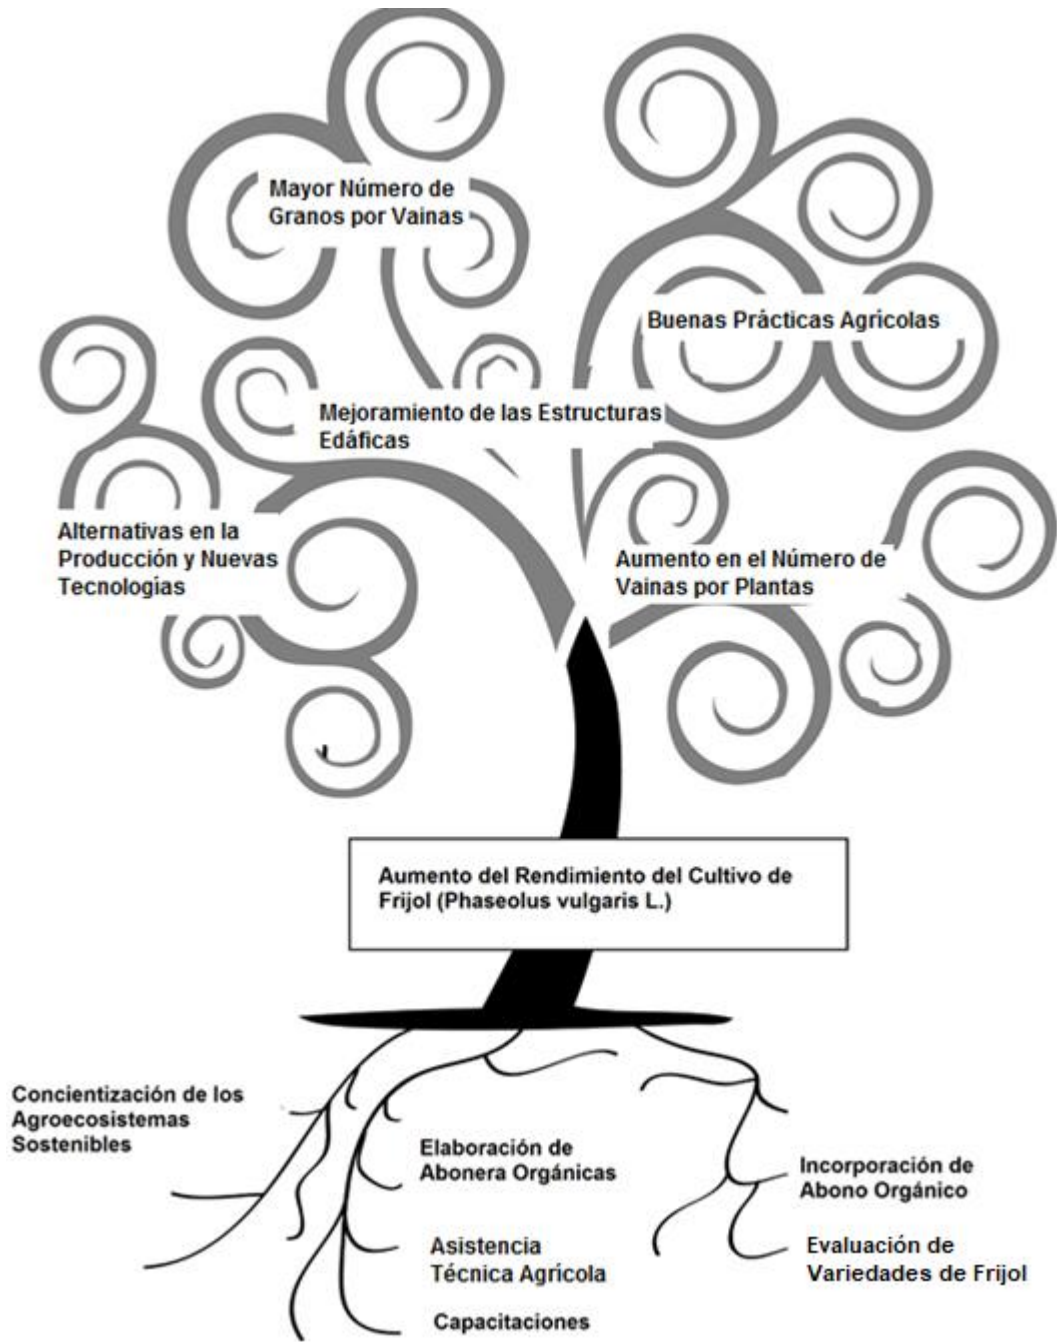 Mayor Número de
Granos por Vainas
Buenas Prácticas Agrícolas
Mejoramiento de las Estructuras
Edáficas
Alternativas en la
Producción y Nuevas
Tecnologías
Aumento en el Número de
Vainas por Plantas
Aumento del Rendimiento del Cultivo de
Frijol (Phaseolus vulgaris L.)
Concientización de los
Agroecosistemas
Sostenibles
Elaboración de
Abonera Orgánicas
Incorporación de
Abono Orgánico
Asistencia
Técnica Agrícola
Evaluación de
Variedades de Frijol
Capacitaciones